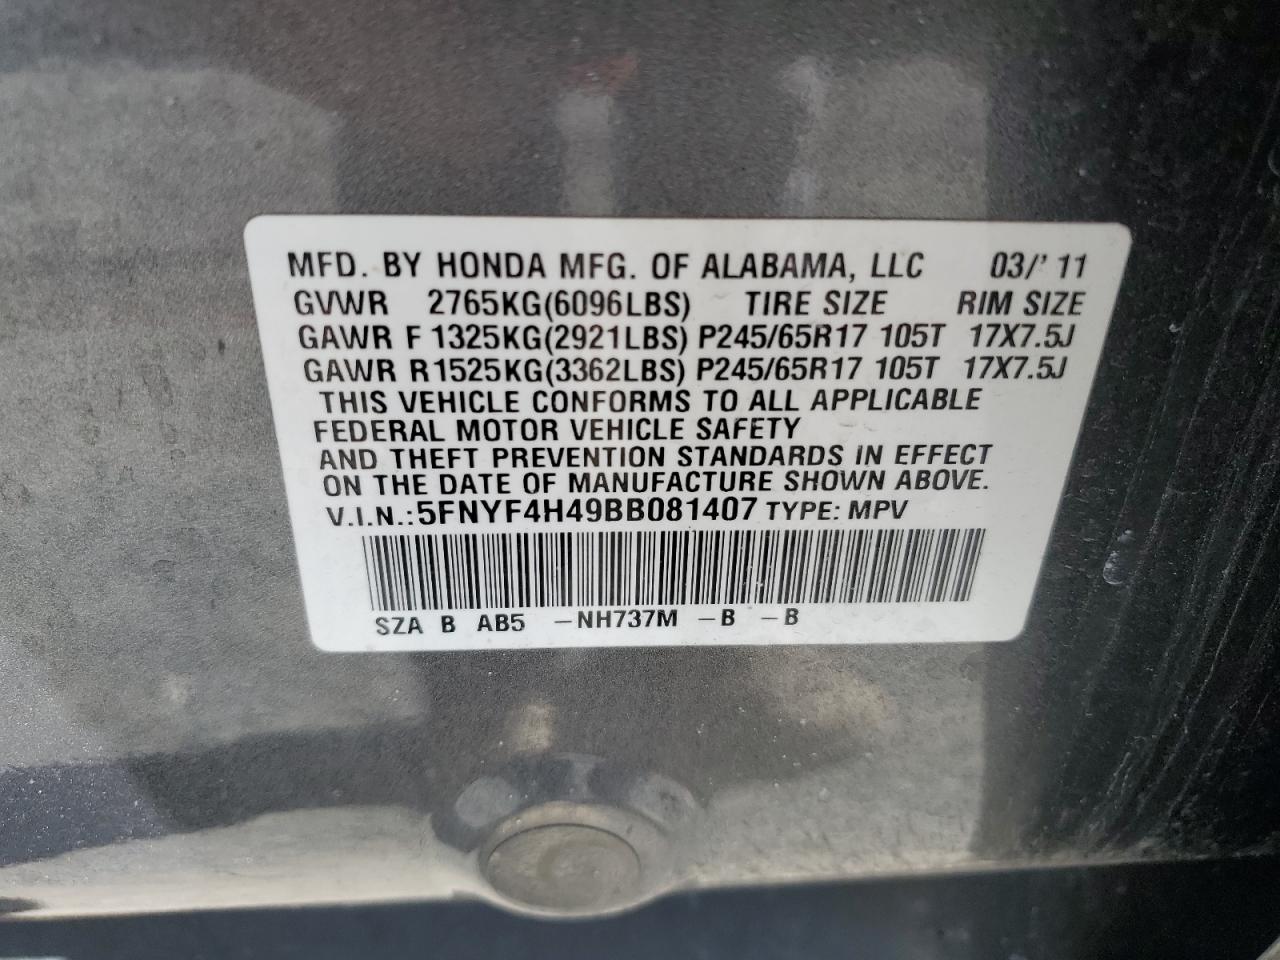 MFD. BY HONDA MFG. OF ALABAMA, LLC 03/' 11
GVWR 2765KG(6096LBS) TIRE SIZE RIM SIZE
GAWR F 1325KG(2921LBS) P245/65R17 105T 17X7.5J
GAWR R 1525KG(3362LBS) P245/65R17 105T 17X7.5J
THIS VEHICLE CONFORMS TO ALL APPLICABLE
FEDERAL MOTOR VEHICLE SAFETY
AND THEFT PREVENTION STANDARDS IN EFFECT
ON THE DATE OF MANUFACTURE SHOWN ABOVE.
V.I.N.:5FNYF4H49BB081407 TYPE: MPV
SZA B AB5 –NH737M –B –B